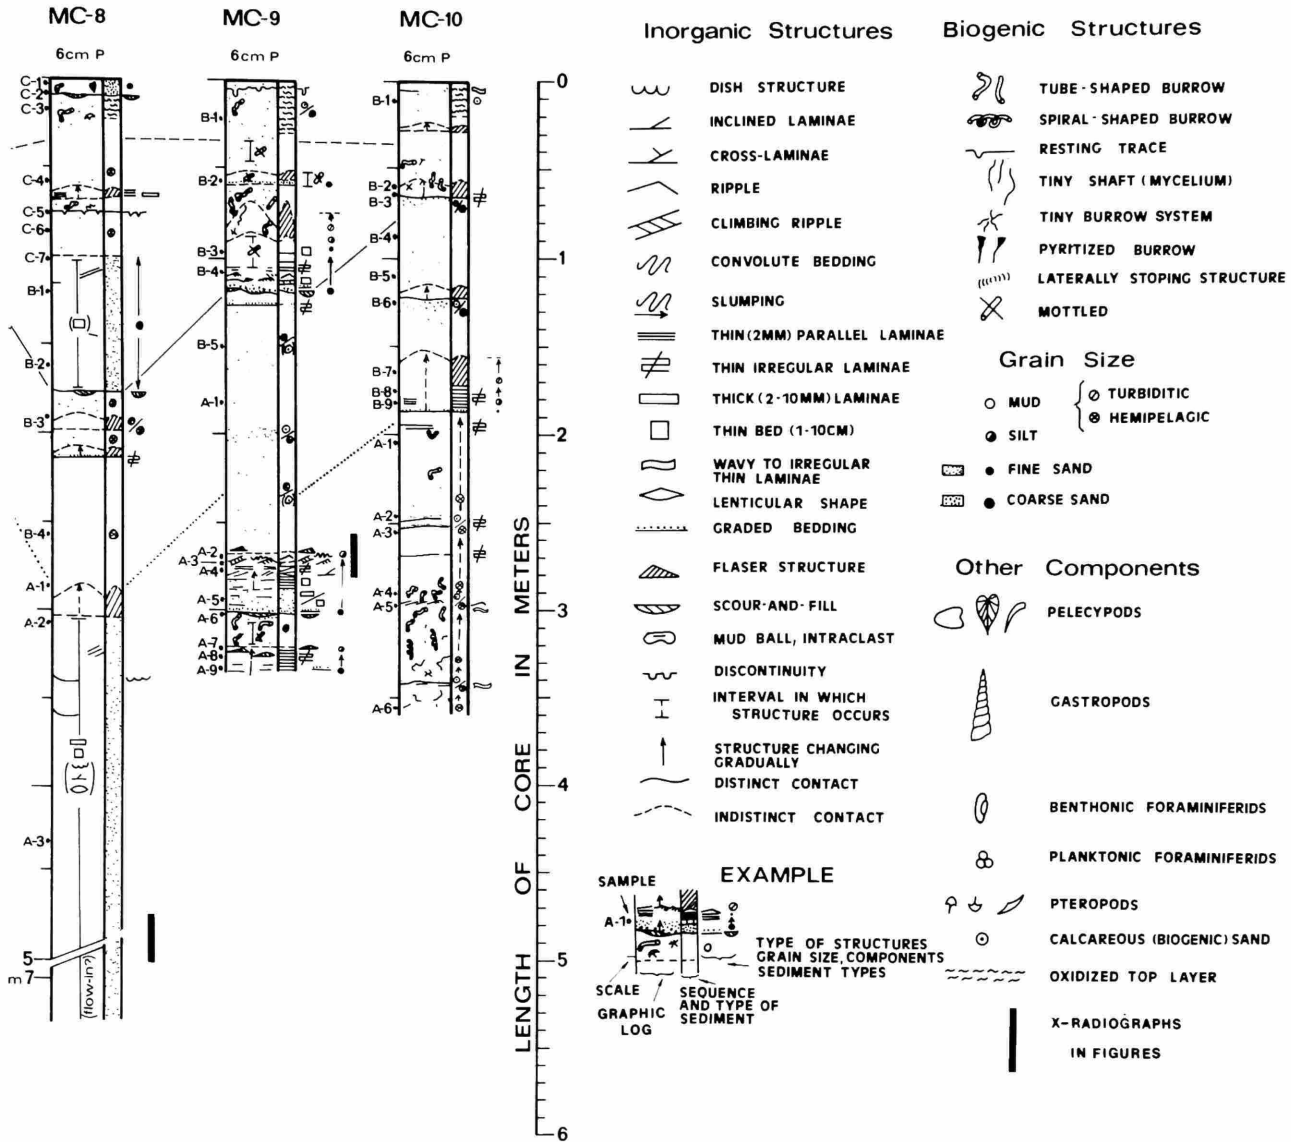 MC-8
MC-9
MC-10
6cm P
6cm P
6cm P
C-1
C-2
C-3
C-4
C-5
C-6
C-7
B-1
B-2
B-3
B-4
A-1
A-2
A-3
5
m7
(flow-in?)
B-1
B-2
B-3
B-4
B-5
A-1
A-2
A-3
A-4
A-5
A-6
A-7
A-8
A-9
B-1
B-2
B-3
B-4
B-5
B-6
B-7
B-8
B-9
A-1
A-2
A-3
A-4
A-5
A-6
LENGTH OF CORE IN METERS
0
1
2
3
4
5
6
Inorganic Structures
DISH STRUCTURE
INCLINED LAMINAE
CROSS-LAMINAE
RIPPLE
CLIMBING RIPPLE
CONVOLUTE BEDDING
SLUMPING
THIN (2MM) PARALLEL LAMINAE
THIN IRREGULAR LAMINAE
THICK (2-10MM) LAMINAE
THIN BED (1-10CM)
WAVY TO IRREGULAR
THIN LAMINAE
LENTICULAR SHAPE
GRADED BEDDING
FLASER STRUCTURE
SCOUR-AND-FILL
MUD BALL, INTRACLAST
DISCONTINUITY
INTERVAL IN WHICH
STRUCTURE OCCURS
STRUCTURE CHANGING
GRADUALLY
DISTINCT CONTACT
INDISTINCT CONTACT
EXAMPLE
SAMPLE
A-1
SCALE
GRAPHIC
LOG
SEQUENCE
AND TYPE OF
SEDIMENT
TYPE OF STRUCTURES
GRAIN SIZE, COMPONENTS
SEDIMENT TYPES
Biogenic Structures
TUBE-SHAPED BURROW
SPIRAL-SHAPED BURROW
RESTING TRACE
TINY SHAFT (MYCELIUM)
TINY BURROW SYSTEM
PYRITIZED BURROW
LATERALLY STOPING STRUCTURE
MOTTLED
Grain Size
MUD
TURBIDITIC
HEMIPELAGIC
SILT
FINE SAND
COARSE SAND
Other Components
PELECYPODS
GASTROPODS
BENTHONIC FORAMINIFERIDS
PLANKTONIC FORAMINIFERIDS
PTEROPODS
CALCAREOUS (BIOGENIC) SAND
OXIDIZED TOP LAYER
X-RADIOGRAPHS
IN FIGURES